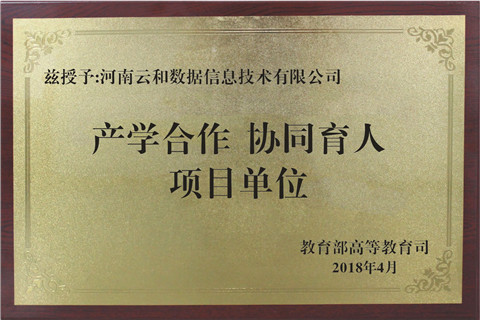 兹授予:河南云和数据信息技术有限公司
产学合作 协同育人
项目单位
教育部高等教育司
2018年4月